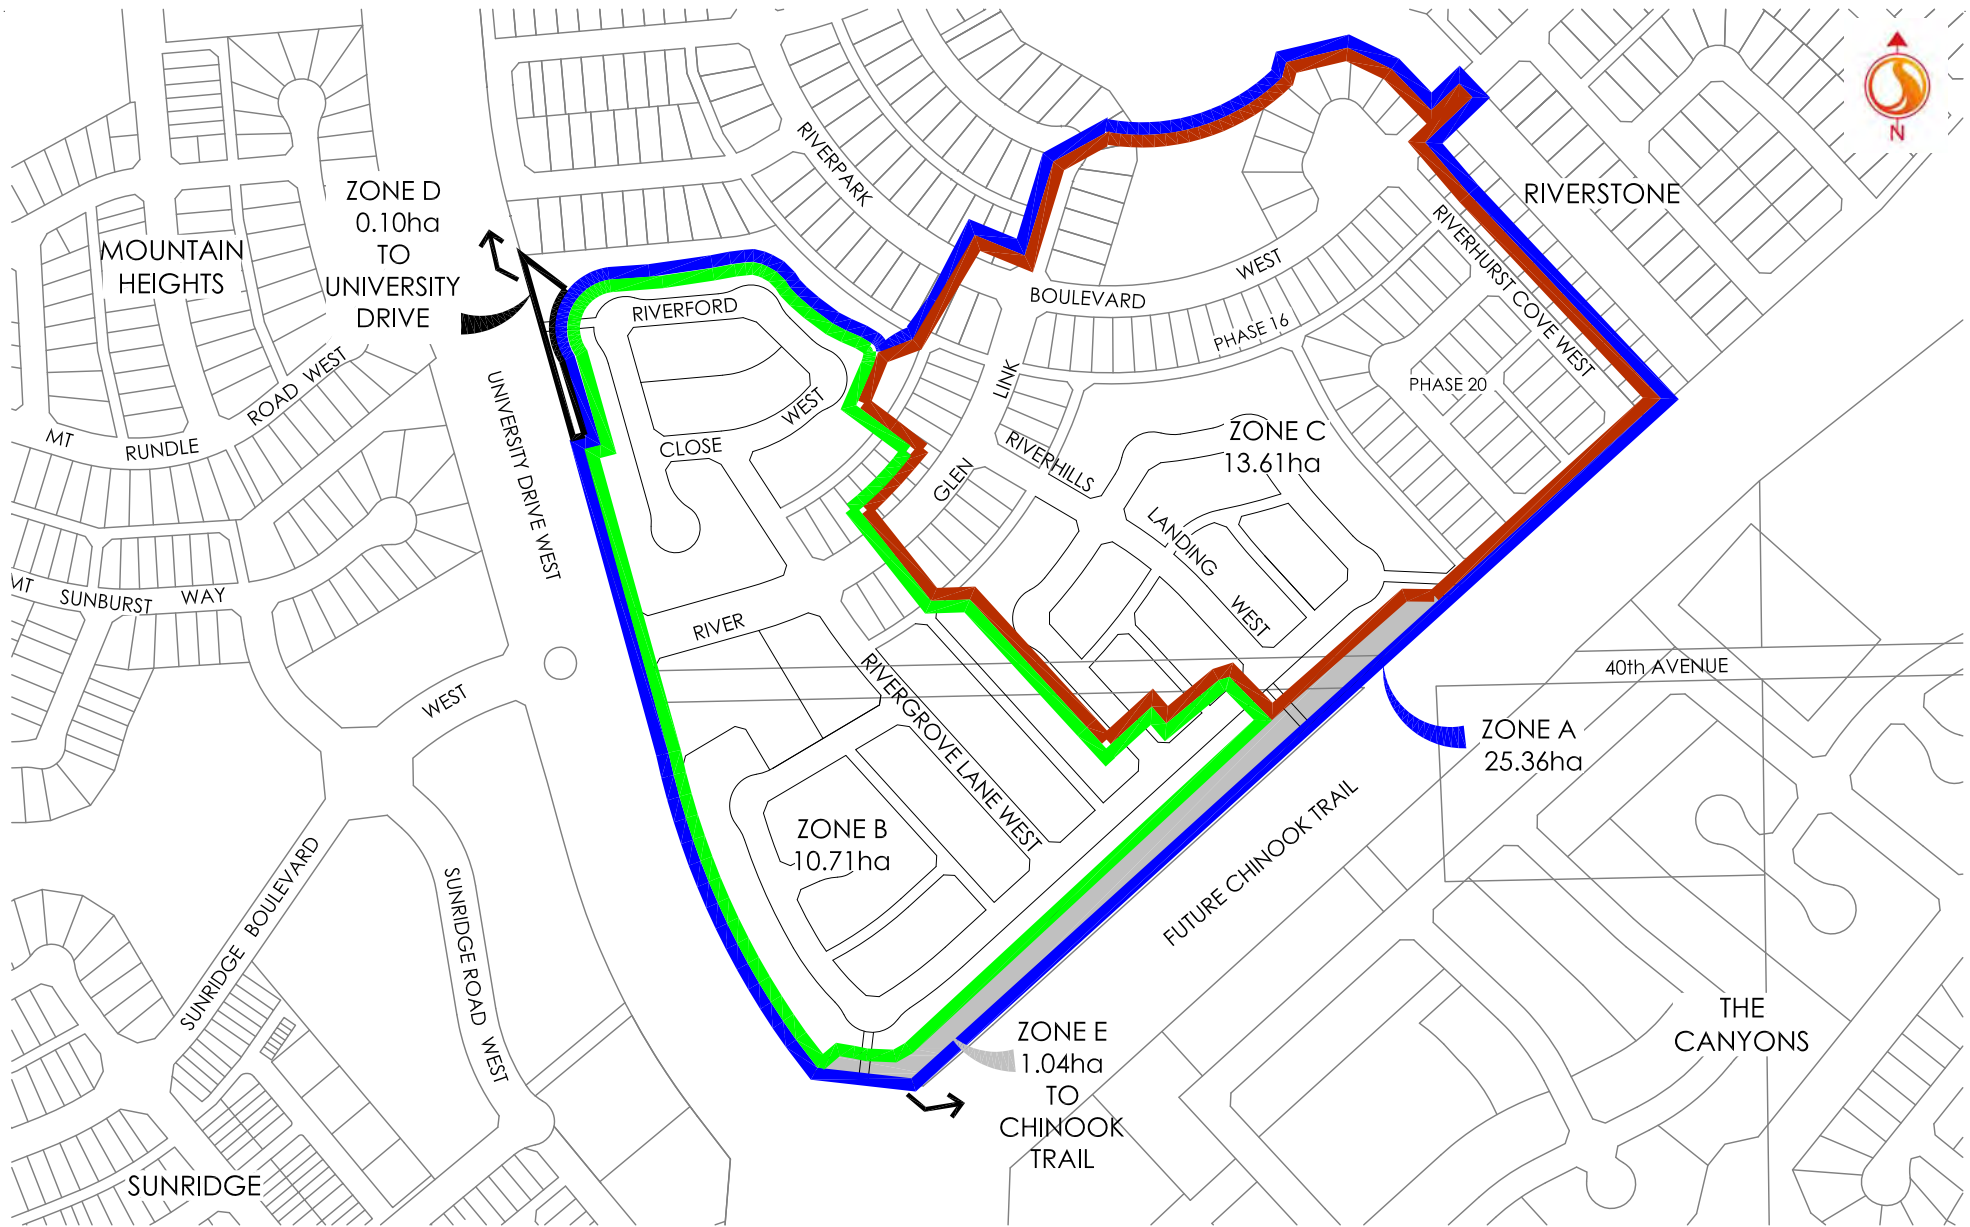 N
ZONE D
0.10ha
TO
UNIVERSITY
DRIVE
MOUNTAIN
HEIGHTS
RIVERPARK
RIVERSTONE
RIVERHURST COVE WEST
WEST
BOULEVARD
PHASE 16
PHASE 20
RIVERFORD
WEST
CLOSE
LINK
GLEN
RIVERHILLS
LANDING
WEST
ZONE C
13.61ha
UNIVERSITY DRIVE WEST
MT
RUNDLE
ROAD WEST
MT
SUNBURST
WAY
RIVER
RIVERGROVE LANE WEST
40th AVENUE
ZONE A
25.36ha
WEST
ZONE B
10.71ha
FUTURE CHINOOK TRAIL
SUNRIDGE BOULEVARD
SUNRIDGE ROAD WEST
ZONE E
1.04ha
TO
CHINOOK
TRAIL
THE
CANYONS
SUNRIDGE